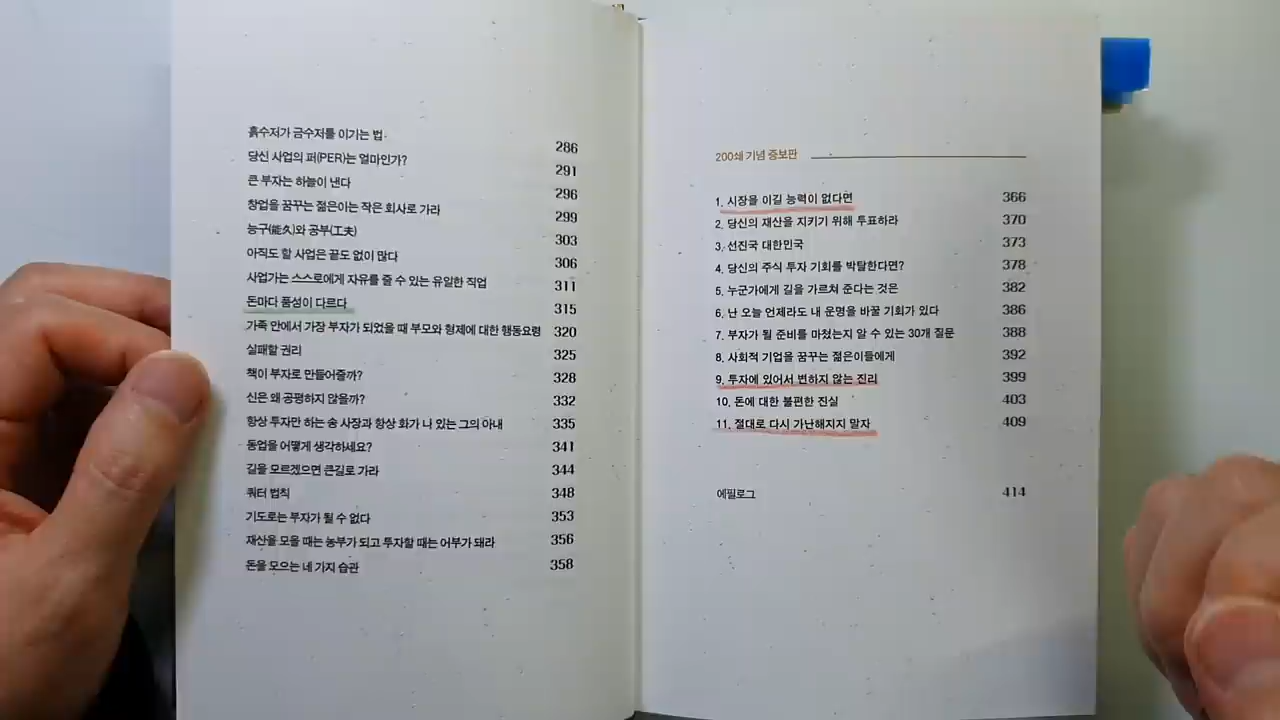 흙수저가 금수저를 이기는 법 286
당신 사업의 퍼(PER)는 얼마인가? 291
큰 부자는 하늘이 낸다 296
창업을 꿈꾸는 젊은이는 작은 회사로 가라 299
능구(能久)와 공부(工夫) 303
아직도 할 사업은 끝도 없이 많다 306
사업가는 스스로에게 자유를 줄 수 있는 유일한 직업 311
돈마다 품성이 다르다 315
가족 안에서 가장 부자가 되었을 때 부모와 형제에 대한 행동요령 320
실패할 권리 325
책이 부자로 만들어줄까? 328
신은 왜 공평하지 않을까? 332
항상 투자만 하는 송 사장과 항상 화가 나 있는 그의 아내 335
동업을 어떻게 생각하세요? 341
길을 모르겠으면 큰길로 가라 344
쿼터 법칙 348
기도로는 부자가 될 수 없다 353
재산을 모을 때는 농부가 되고 투자할 때는 어부가 돼라 356
돈을 모으는 네 가지 습관 358
200쇄 기념 증보판
1. 시장을 이길 능력이 없다면 366
2. 당신의 재산을 지키기 위해 투표하라 370
3. 선진국 대한민국 373
4. 당신의 주식 투자 기회를 박탈한다면? 378
5. 누군가에게 길을 가르쳐 준다는 것은 382
6. 난 오늘 언제라도 내 운명을 바꿀 기회가 있다 386
7. 부자가 될 준비를 마쳤는지 알 수 있는 30개 질문 388
8. 사회적 기업을 꿈꾸는 젊은이들에게 392
9. 투자에 있어서 변하지 않는 진리 399
10. 돈에 대한 불편한 진실 403
11. 절대로 다시 가난해지지 말자 409
에필로그 414